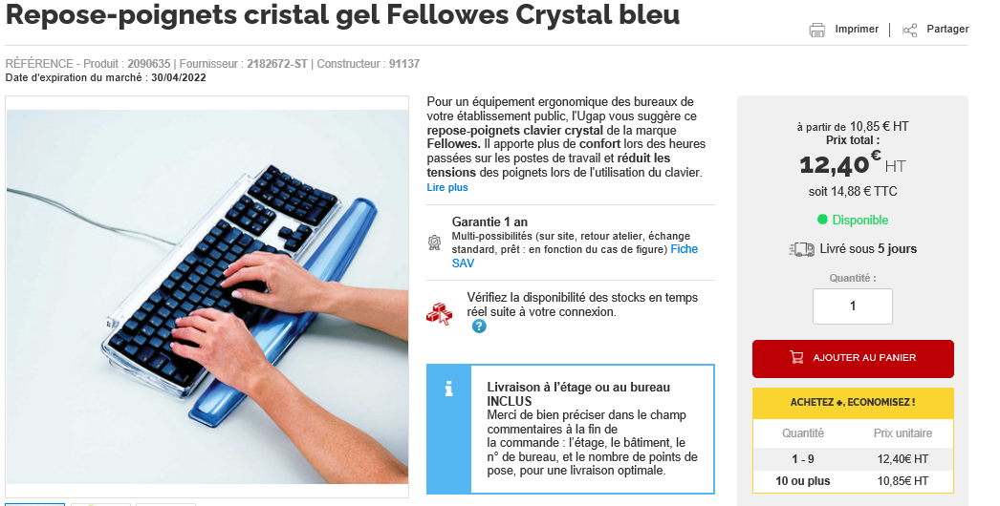 Repose-poignets cristal gel Fellowes Crystal bleu
Imprimer | Partager
RÉFÉRENCE - Produit : 2090635 | Fournisseur : 2182672-ST | Constructeur : 91137
Date d'expiration du marché : 30/04/2022
Pour un équipement ergonomique des bureaux de
votre établissement public, l'Ugap vous suggère ce
repose-poignets clavier crystal de la marque
Fellowes. Il apporte plus de confort lors des heures
passées sur les postes de travail et réduit les
tensions des poignets lors de l'utilisation du clavier.
Lire plus
Garantie 1 an
Multi-possibilités (sur site, retour atelier, échange
standard, prêt : en fonction du cas de figure) Fiche
SAV
Vérifiez la disponibilité des stocks en temps
réel suite à votre connexion.
?
i
Livraison à l'étage ou au bureau
INCLUS
Merci de bien préciser dans le champ
commentaires à la fin de
la commande : l'étage, le bâtiment, le
n° de bureau, et le nombre de points de
pose, pour une livraison optimale.
à partir de 10,85 € HT
Prix total :
12,40€ HT
soit 14,88 € TTC
Disponible
Livré sous 5 jours
Quantité :
1
AJOUTER AU PANIER
ACHETEZ +, ECONOMISEZ !
Quantité Prix unitaire
1 - 9 12,40€ HT
10 ou plus 10,85€ HT